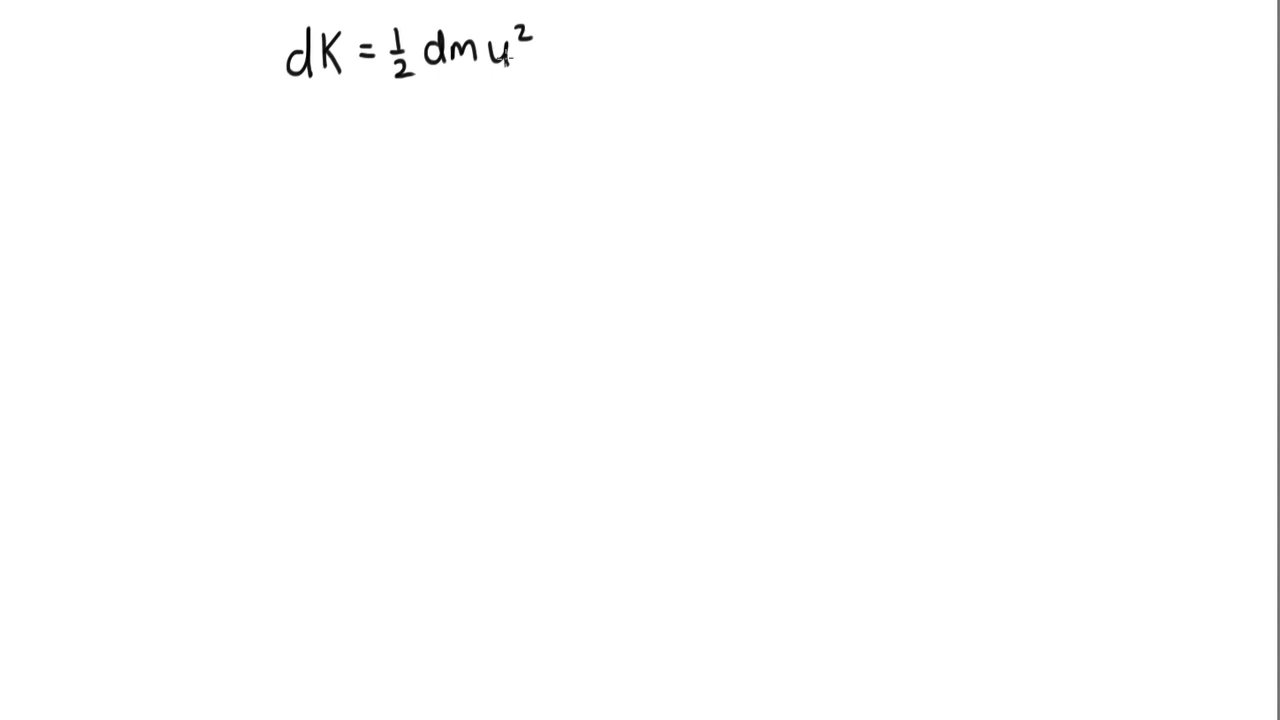 dK = ½ dm u²